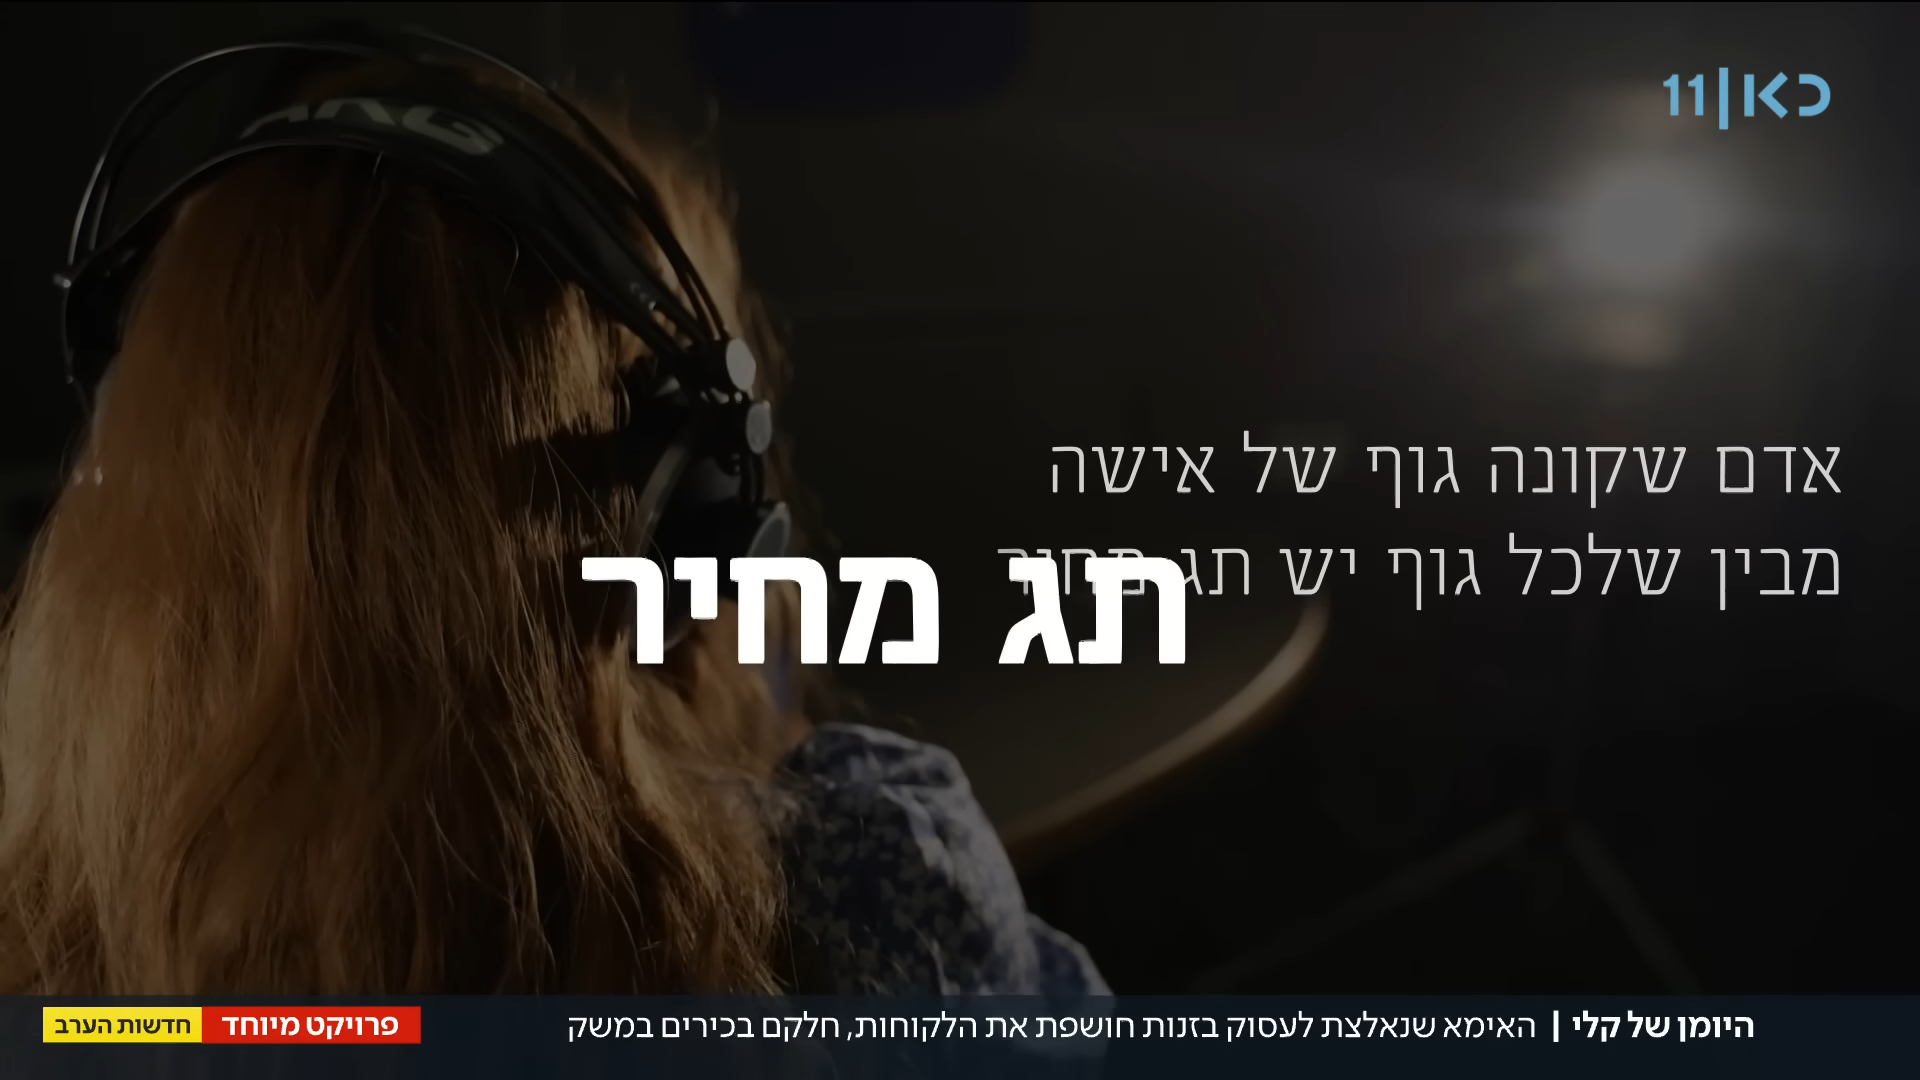 כאן|11
אדם שקונה גוף של אישה
מבין שלכל גוף יש תג מחיר
תג מחיר
היומן של קלי | האימא שנאלצת לעסוק בזנות חושפת את הלקוחות, חלקם בכירים במשק
פרויקט מיוחד
חדשות הערב